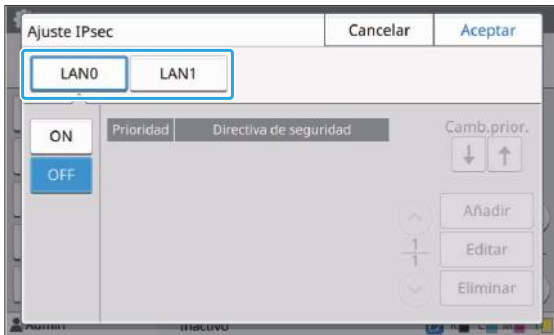 Ajuste IPsec
Cancelar
Aceptar
LAN0
LAN1
ON
OFF
Prioridad
Directiva de seguridad
Camb.prior.
Añadir
1
1
Editar
Eliminar
Inactivo